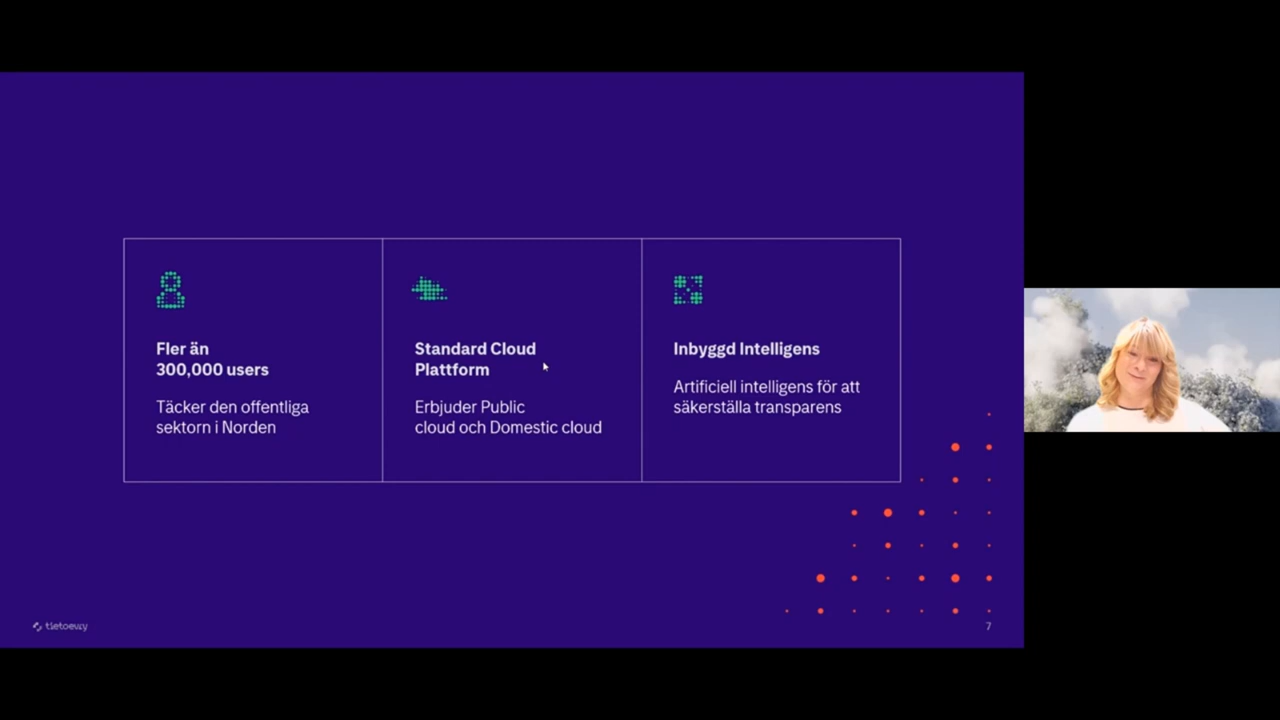 Fler än
300,000 users
Täcker den offentliga
sektorn i Norden
Standard Cloud
Plattform
Erbjuder Public
cloud och Domestic cloud
Inbyggd Intelligens
Artificiell intelligens för att
säkerställa transparens
tietoevry
7